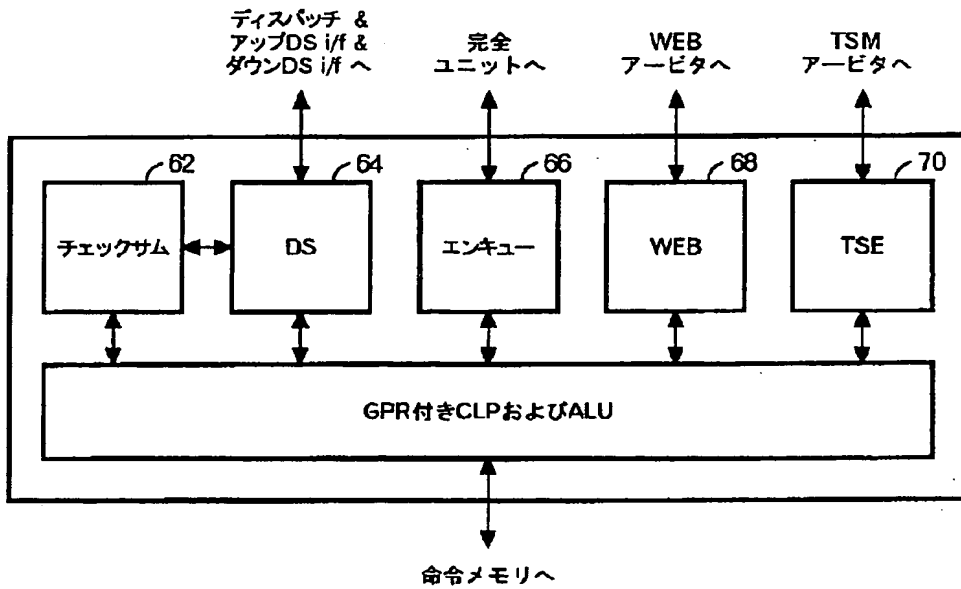 ディスパッチ &
アップDS i/f &
ダウンDS i/f へ
完全
ユニットへ
WEB
アービタへ
TSM
アービタへ
62
64
66
68
70
チェックサム
DS
エンキュー
WEB
TSE
GPR付きCLPおよびALU
命令メモリへ